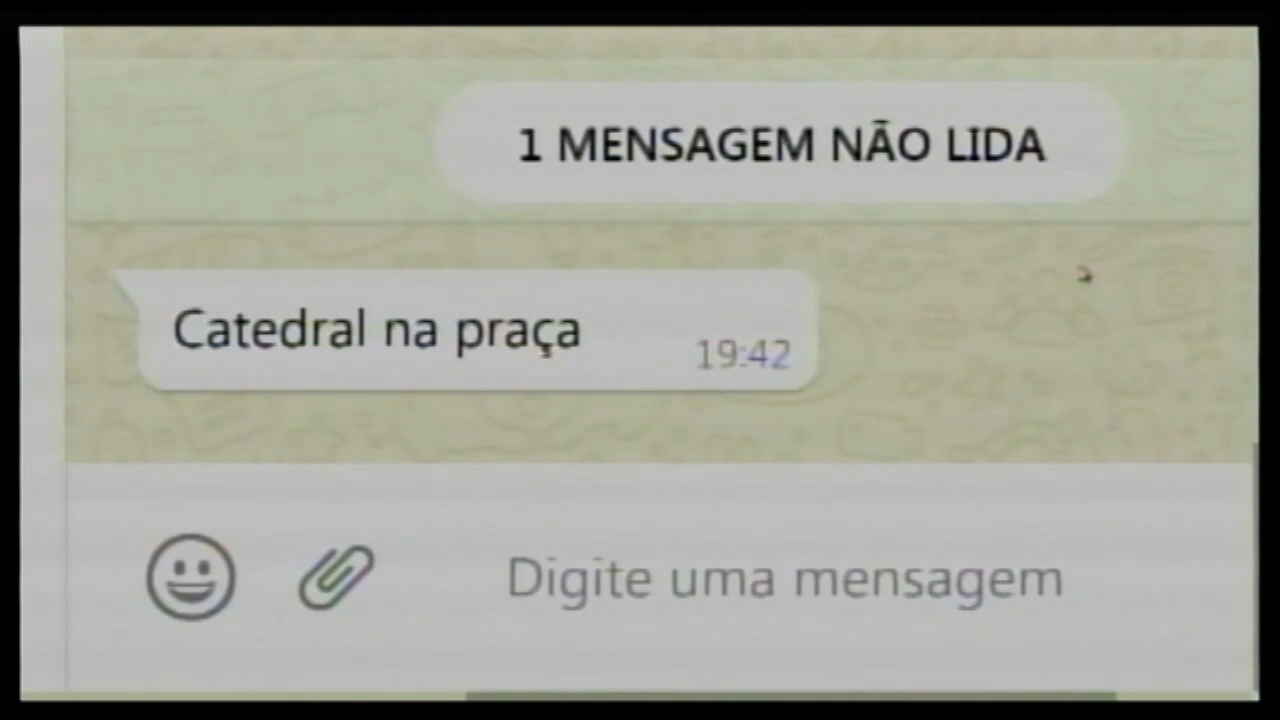 1 MENSAGEM NÃO LIDA
Catedral na praça
19:42
Digite uma mensagem